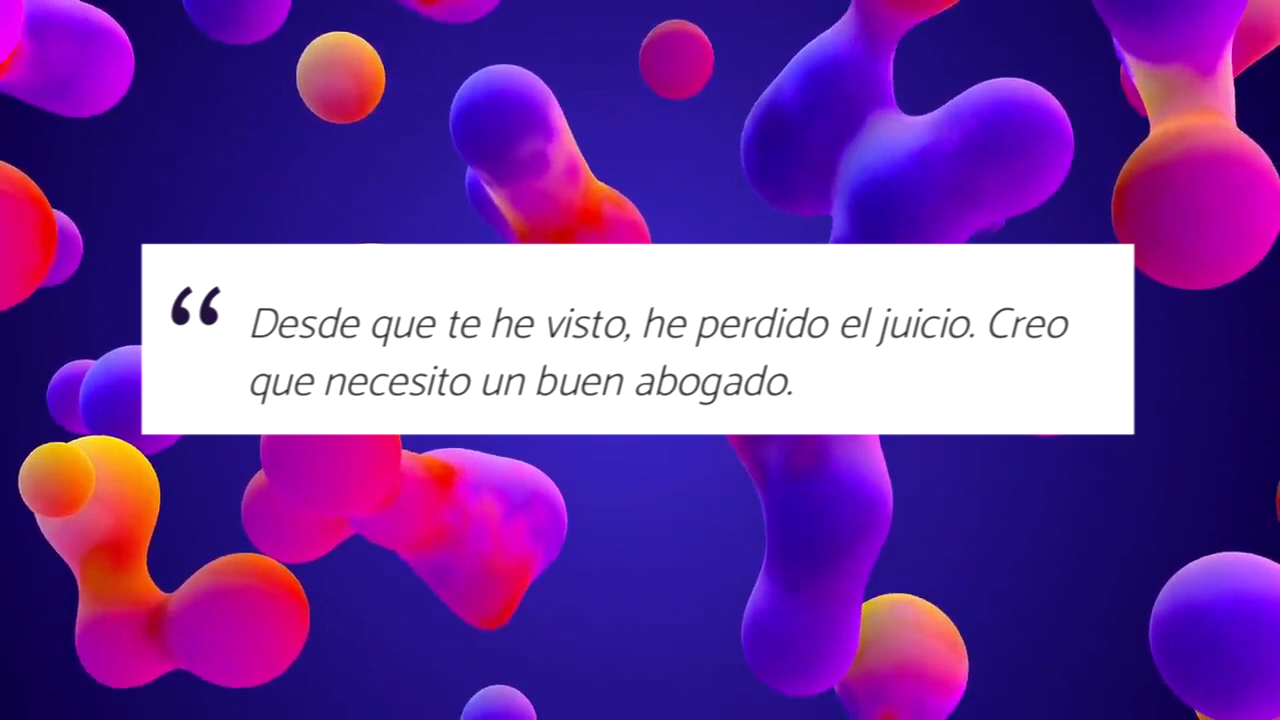 “ Desde que te he visto, he perdido el juicio. Creo
que necesito un buen abogado.